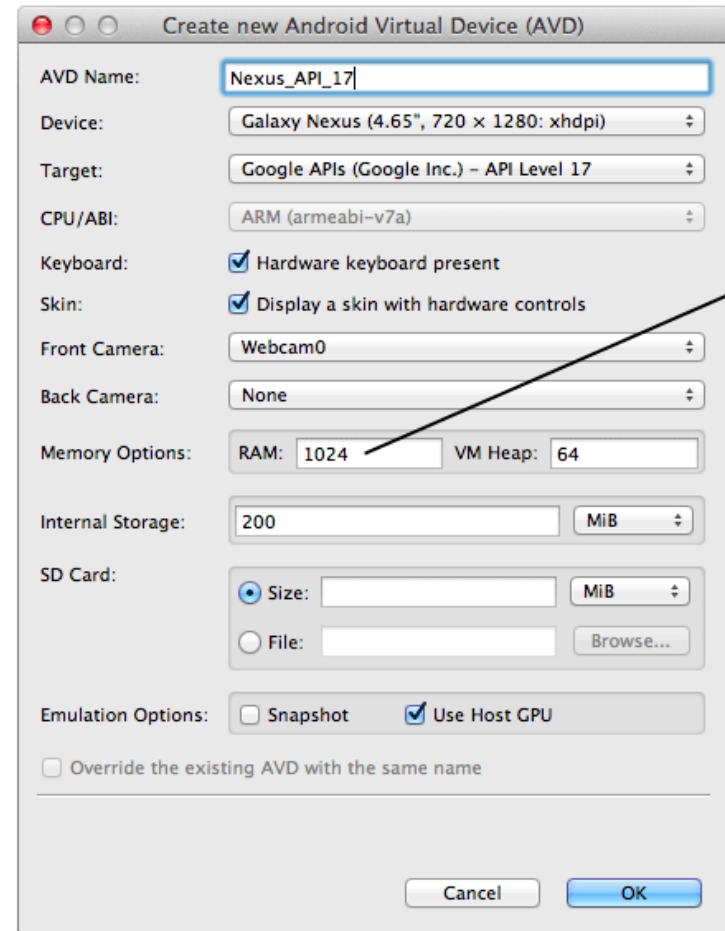 Create new Android Virtual Device (AVD)
AVD Name: Nexus_API_17
Device: Galaxy Nexus (4.65", 720 × 1280: xhdpi)
Target: Google APIs (Google Inc.) – API Level 17
CPU/ABI: ARM (armeabi-v7a)
Keyboard: Hardware keyboard present
Skin: Display a skin with hardware controls
Front Camera: Webcam0
Back Camera: None
Memory Options: RAM: 1024 VM Heap: 64
Internal Storage: 200 MiB
SD Card:
Size: MiB
File: Browse...
Emulation Options: Snapshot Use Host GPU
Override the existing AVD with the same name
Cancel OK